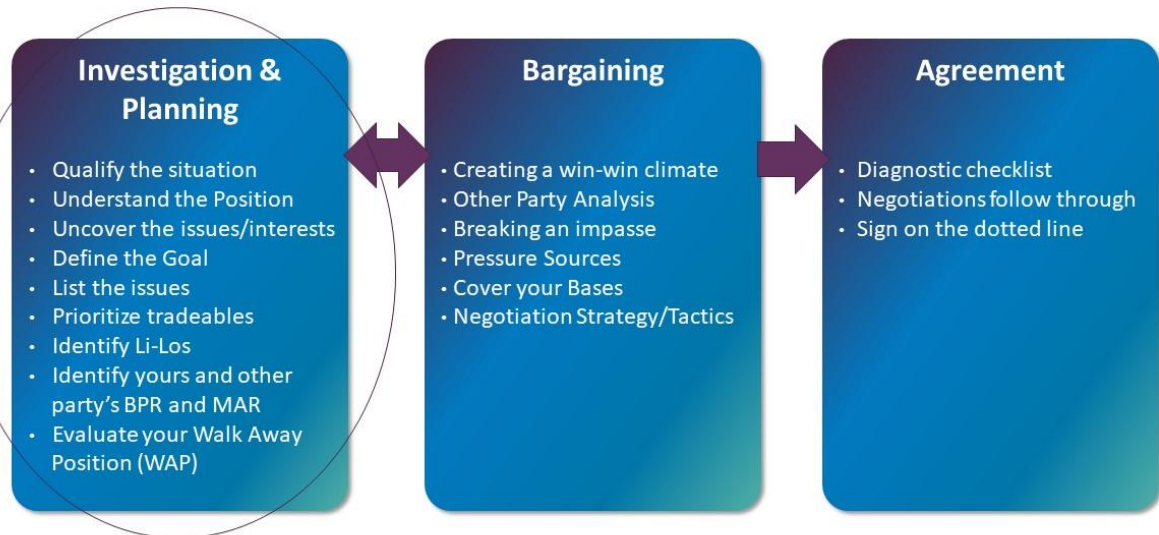 Investigation &
Planning
• Qualify the situation
• Understand the Position
• Uncover the issues/interests
• Define the Goal
• List the issues
• Prioritize tradeables
• Identify Li-Los
• Identify yours and other
party's BPR and MAR
• Evaluate your Walk Away
Position (WAP)
Bargaining
• Creating a win-win climate
• Other Party Analysis
• Breaking an impasse
• Pressure Sources
• Cover your Bases
• Negotiation Strategy/Tactics
Agreement
• Diagnostic checklist
• Negotiations follow through
• Sign on the dotted line